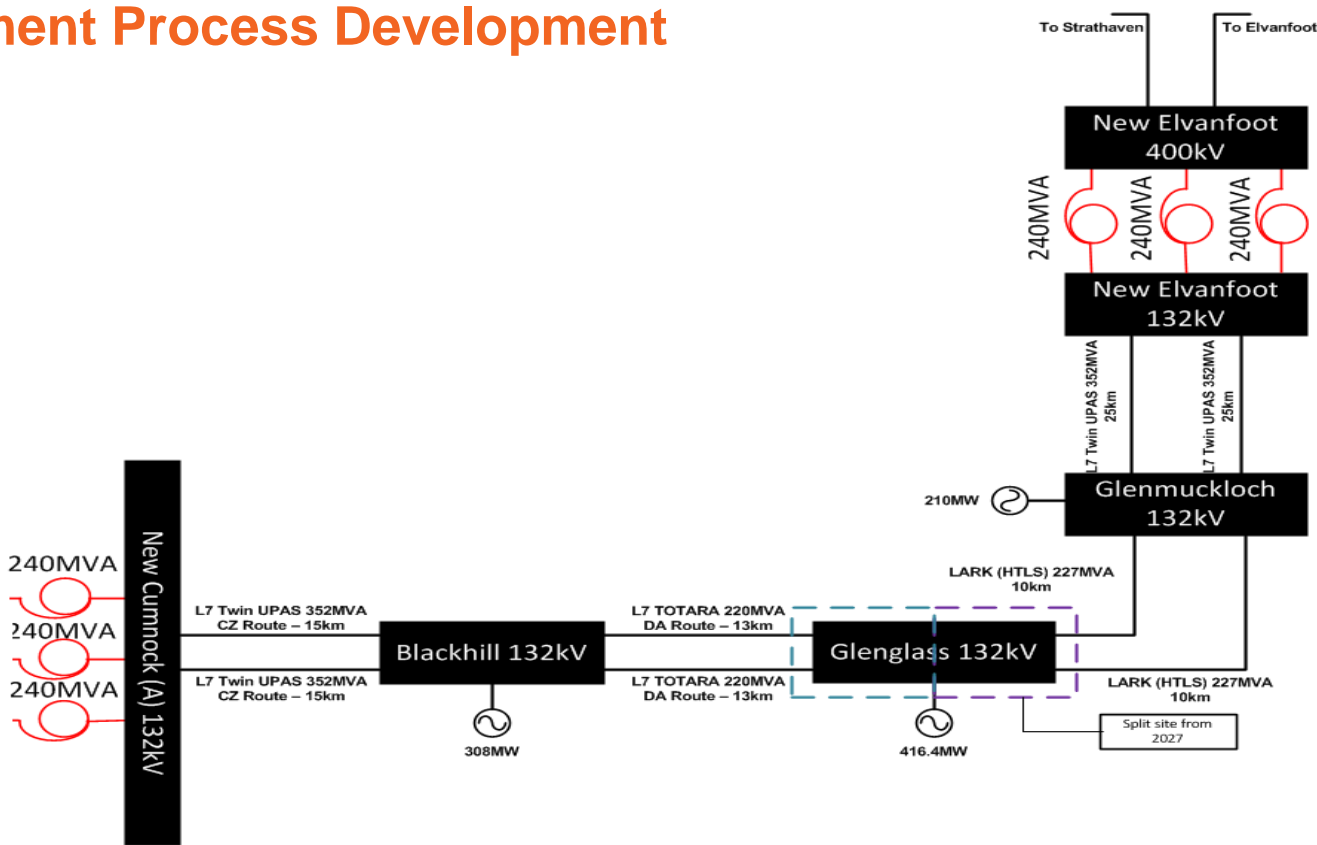 ment Process Development
To Strathaven
To Elvanfoot
New Elvanfoot
400kV
240MVA
240MVA
240MVA
New Elvanfoot
132kV
L7 Twin UPAS 352MVA
25km
L7 Twin UPAS 352MVA
25km
Glenmuckloch
132kV
210MW
LARK (HTLS) 227MVA
10km
LARK (HTLS) 227MVA
10km
Split site from
2027
Glenglass 132kV
416.4MW
L7 TOTARA 220MVA
DA Route – 13km
L7 TOTARA 220MVA
DA Route – 13km
Blackhill 132kV
308MW
L7 Twin UPAS 352MVA
CZ Route – 15km
L7 Twin UPAS 352MVA
CZ Route – 15km
New Cumnock (A) 132kV
240MVA
240MVA
240MVA